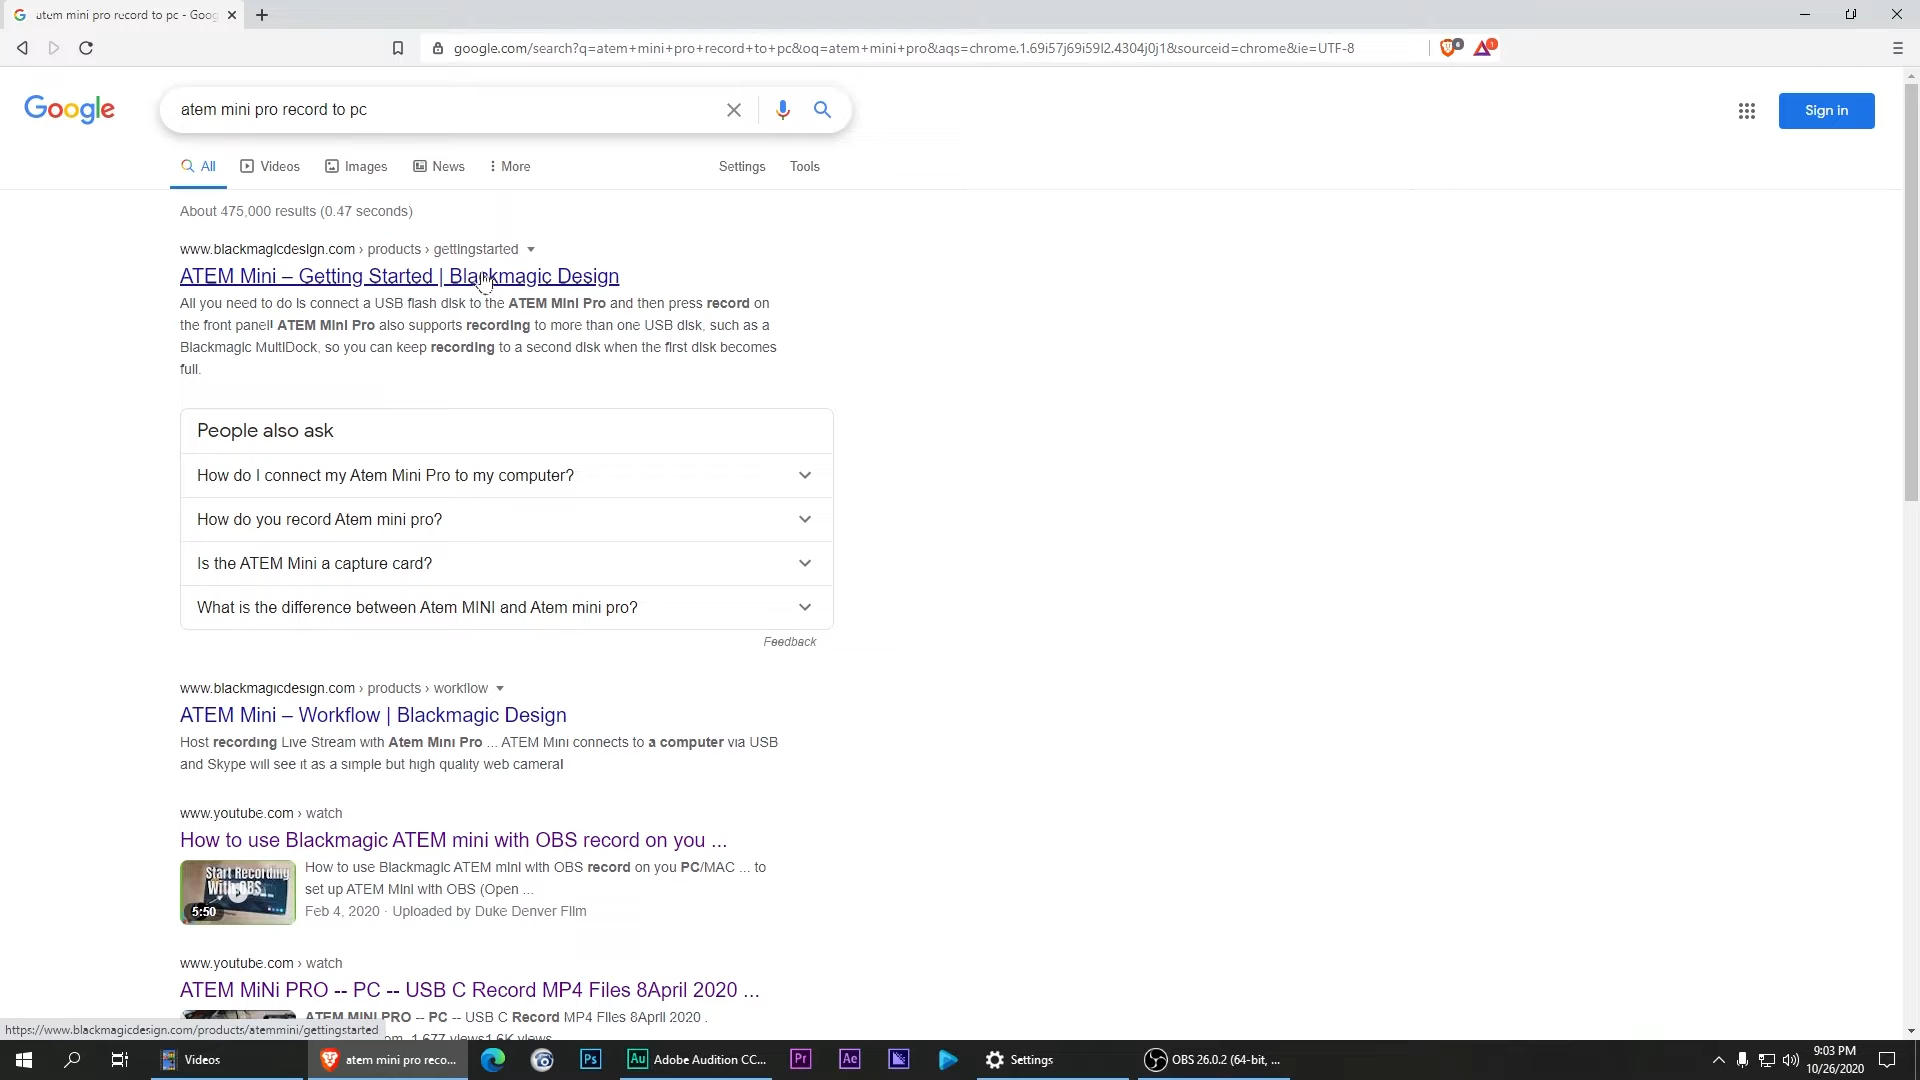 atem mini pro record to pc - Goog
google.com/search?q=atem+mini+pro+record+to+pc&oq=atem+mini+pro&aqs=chrome.1.69i57j69i59l2.4304j0j1&sourceid=chrome&ie=UTF-8
6
1
Google
atem mini pro record to pc
Sign in
All
Videos
Images
News
More
Settings
Tools
About 475,000 results (0.47 seconds)
www.blackmagicdesign.com › products › gettingstarted
ATEM Mini – Getting Started | Blackmagic Design
All you need to do is connect a USB flash disk to the ATEM Mini Pro and then press record on
the front panel! ATEM Mini Pro also supports recording to more than one USB disk, such as a
Blackmagic MultiDock, so you can keep recording to a second disk when the first disk becomes
full.
People also ask
How do I connect my Atem Mini Pro to my computer?
How do you record Atem mini pro?
Is the ATEM Mini a capture card?
What is the difference between Atem MINI and Atem mini pro?
Feedback
www.blackmagicdesign.com › products › workflow
ATEM Mini – Workflow | Blackmagic Design
Host recording Live Stream with Atem Mini Pro ... ATEM Mini connects to a computer via USB
and Skype will see it as a simple but high quality web camera!
www.youtube.com › watch
How to use Blackmagic ATEM mini with OBS record on you ...
Start Recording
With OBS
5:50
How to use Blackmagic ATEM mini with OBS record on you PC/MAC ... to
set up ATEM Mini with OBS (Open ...
Feb 4, 2020 · Uploaded by Duke Denver Film
www.youtube.com › watch
ATEM MiNi PRO -- PC -- USB C Record MP4 Files 8April 2020 ...
ATEM MINI PRO -- PC -- USB C Record MP4 Files 8April 2020 .
https://www.blackmagicdesign.com/products/atemmini/gettingstarted
Videos
atem mini pro reco...
Ps
Au
Adobe Audition CC...
Pr
Ae
Settings
OBS 26.0.2 (64-bit, ...
9:03 PM
10/26/2020